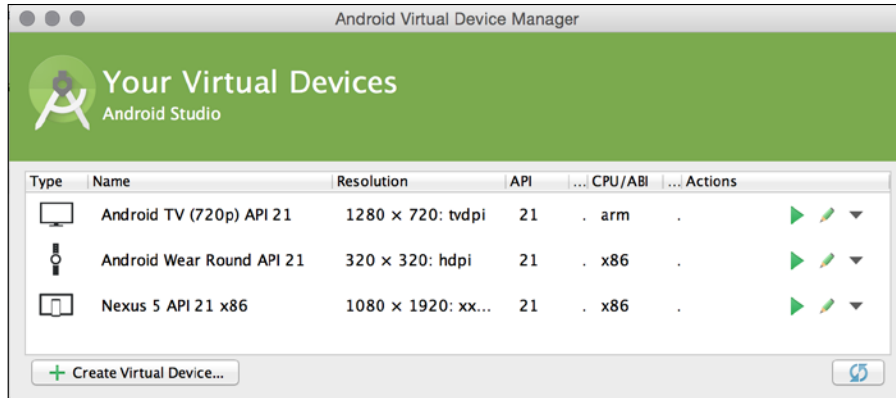 Android Virtual Device Manager
Your Virtual Devices
Android Studio
Type Name Resolution API ... CPU/ABI ... Actions
Android TV (720p) API 21 1280 × 720: tvdpi 21 . arm .
Android Wear Round API 21 320 × 320: hdpi 21 . x86 .
Nexus 5 API 21 x86 1080 × 1920: xx... 21 . x86 .
Create Virtual Device...